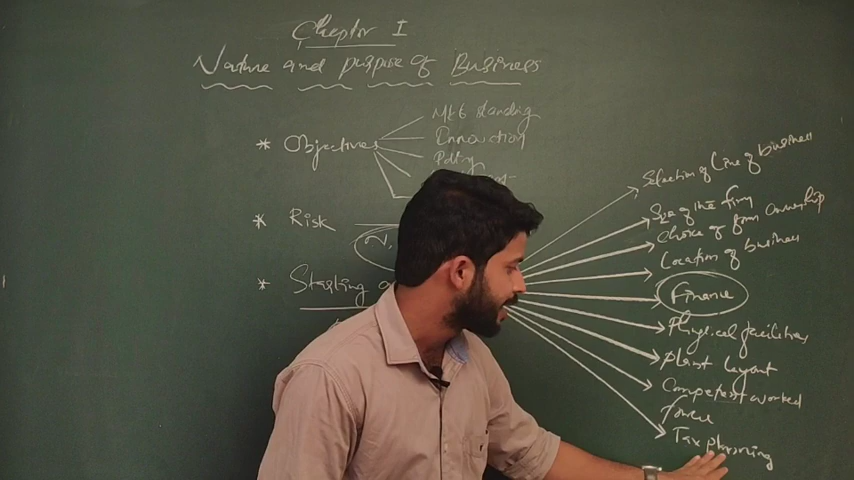 Chapter I
Nature and purpose of Business
* Objectives
Mkt standing
Innovation
* Risk
* Starting a
Selection of Line of business
Size of the firm
Choice of form ownership
Location of business
Finance
Physical facilities
Plant layout
Competent worked
force
Tax planning